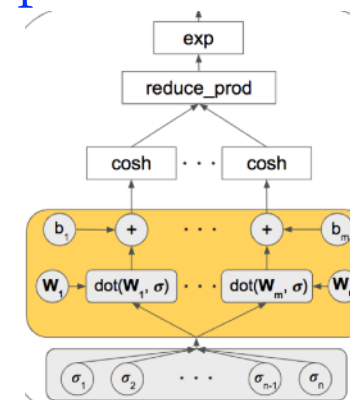 exp
reduce_prod
cosh · · · cosh
b₁ + · · · + bₘ
W₁ dot(W₁, σ) · · · dot(Wₘ, σ)
σ₁ σ₂ · · · σₙ₋₁ σₙ